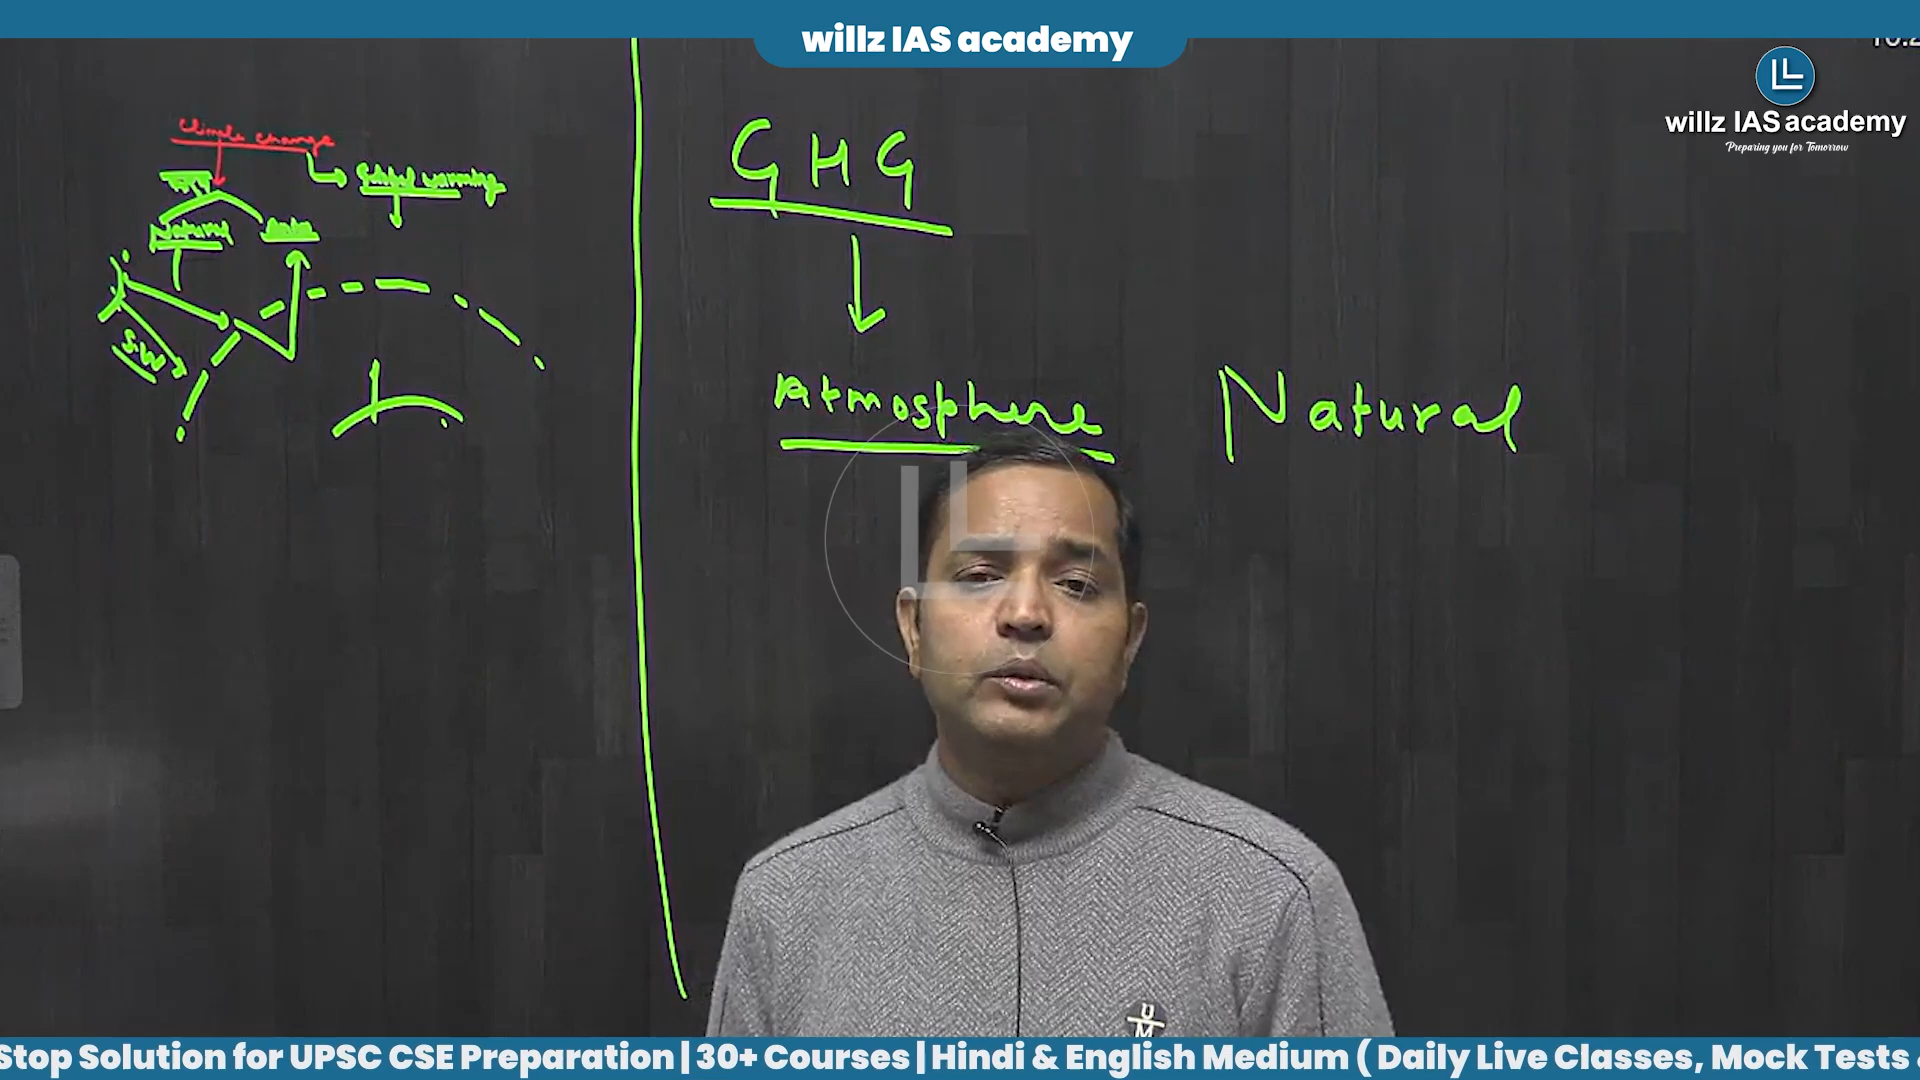 willz IAS academy
willz IAS academy
Preparing you for Tomorrow
Climate change
Global warming
Natural
S.W
GHG
Atmosphere
Natural
U
M
Stop Solution for UPSC CSE Preparation | 30+ Courses | Hindi & English Medium ( Daily Live Classes, Mock Tests